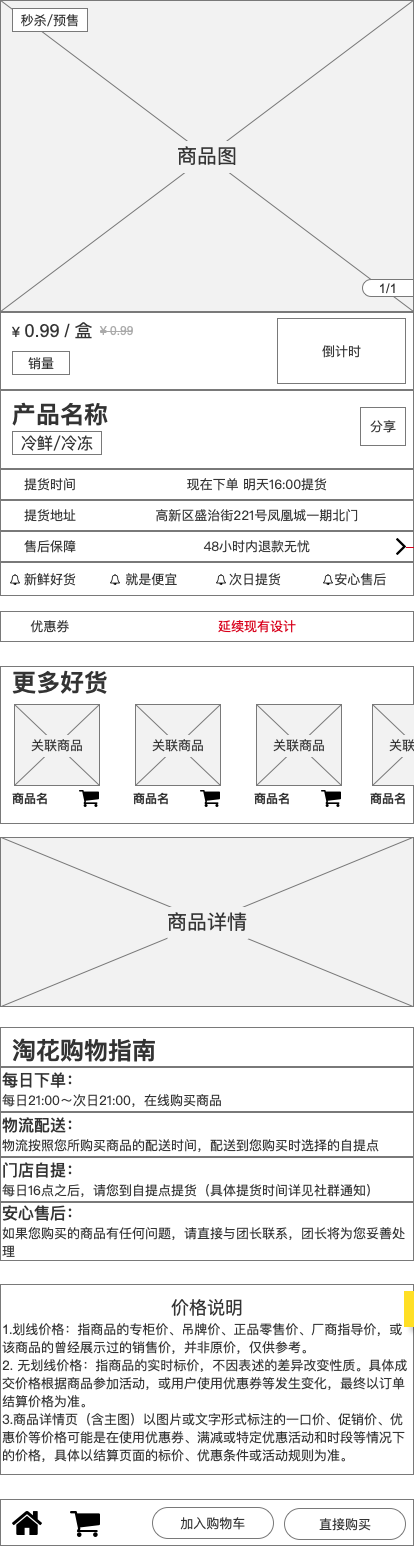 秒杀/预售
商品图
1/1
¥ 0.99 / 盒 ¥ 0.99
倒计时
销量
产品名称
分享
冷鲜/冷冻
提货时间 现在下单 明天16:00提货
提货地址 高新区盛治街221号凤凰城一期北门
售后保障 48小时内退款无忧
新鲜好货 就是便宜 次日提货 安心售后
优惠券 延续现有设计
更多好货
关联商品 关联商品 关联商品 关联
商品名 商品名 商品名 商品名
商品详情
淘花购物指南
每日下单：
每日21:00～次日21:00，在线购买商品
物流配送：
物流按照您所购买商品的配送时间，配送到您购买时选择的自提点
门店自提：
每日16点之后，请您到自提点提货（具体提货时间详见社群通知）
安心售后：
如果您购买的商品有任何问题，请直接与团长联系，团长将为您妥善处
理
价格说明
1.划线价格：指商品的专柜价、吊牌价、正品零售价、厂商指导价，或
该商品的曾经展示过的销售价，并非原价，仅供参考。
2. 无划线价格：指商品的实时标价，不因表述的差异改变性质。具体成
交价格根据商品参加活动，或用户使用优惠券等发生变化，最终以订单
结算价格为准。
3.商品详情页（含主图）以图片或文字形式标注的一口价、促销价、优
惠价等价格可能是在使用优惠券、满减或特定优惠活动和时段等情况下
的价格，具体以结算页面的标价、优惠条件或活动规则为准。
加入购物车 直接购买